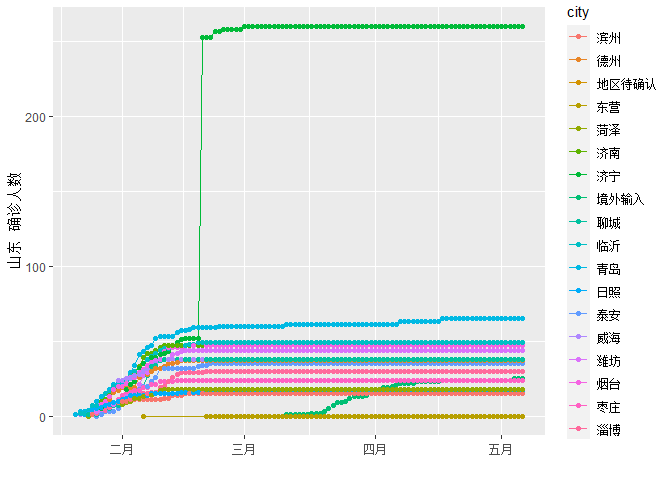 city
滨州
德州
地区待确认
东营
菏泽
济南
济宁
境外输入
聊城
临沂
青岛
日照
泰安
威海
潍坊
烟台
枣庄
淄博
山东 确诊人数
200
100
0
二月
三月
四月
五月